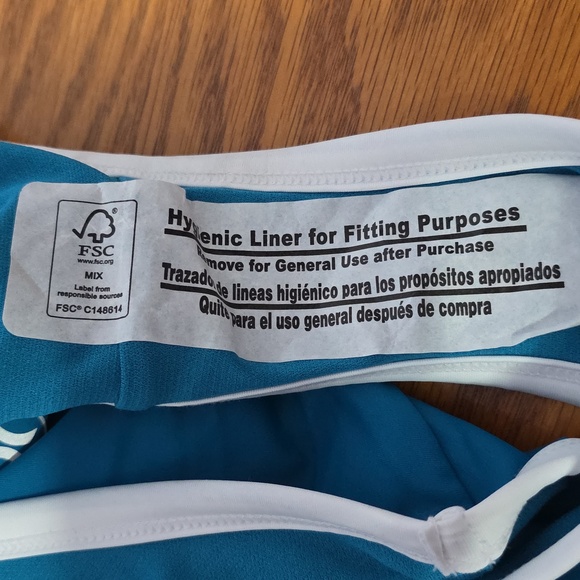 FSC
www.fsc.org
MIX
Label from
responsible sources
FSC® C148614
Hygienic Liner for Fitting Purposes
Remove for General Use after Purchase
Trazado de lineas higiénico para los propósitos apropiados
Quite para el uso general después de compra